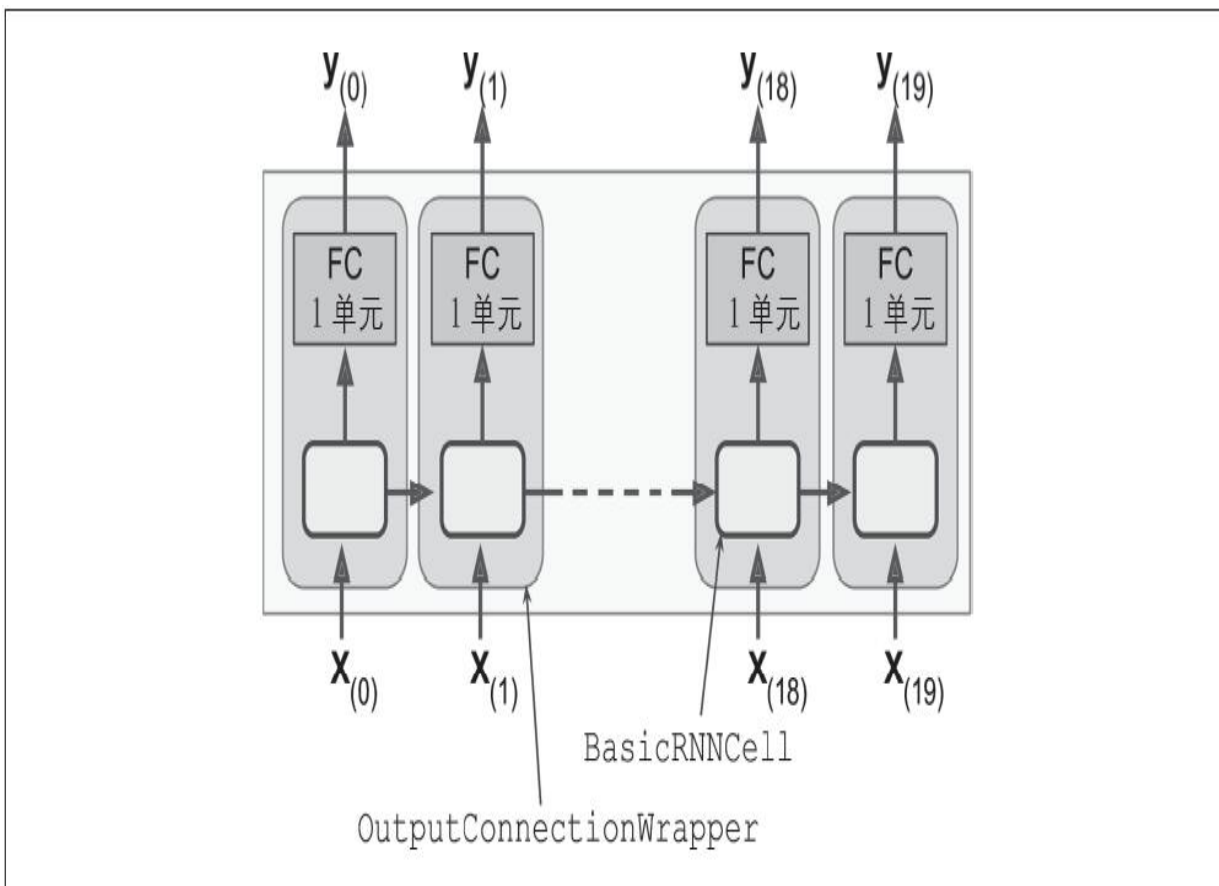 y(0) y(1) y(18) y(19)
FC FC FC FC
1 单元 1 单元 1 单元 1 单元
X(0) X(1) X(18) X(19)
BasicRNNCell
OutputConnectionWrapper